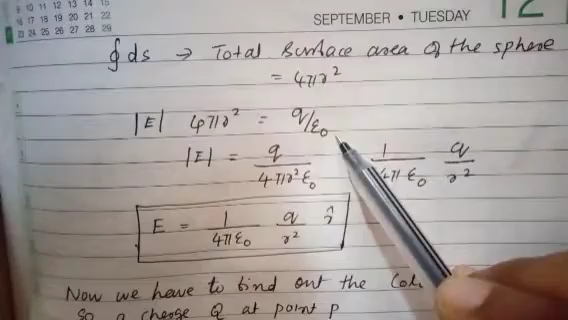 9 10 11 12 13 14 15
16 17 18 19 20 21 22
23 24 25 26 27 28 29
SEPTEMBER • TUESDAY 12
∮ds → Total surface area of the sphere
= 4πr²
|E| 4πr² = q/ε₀
|E| = q / 4πr²ε₀ 1 / 4πε₀ q / r²
E = 1 / 4πε₀ q / r² r̂
Now we have to find out the
So a charge Q at point P